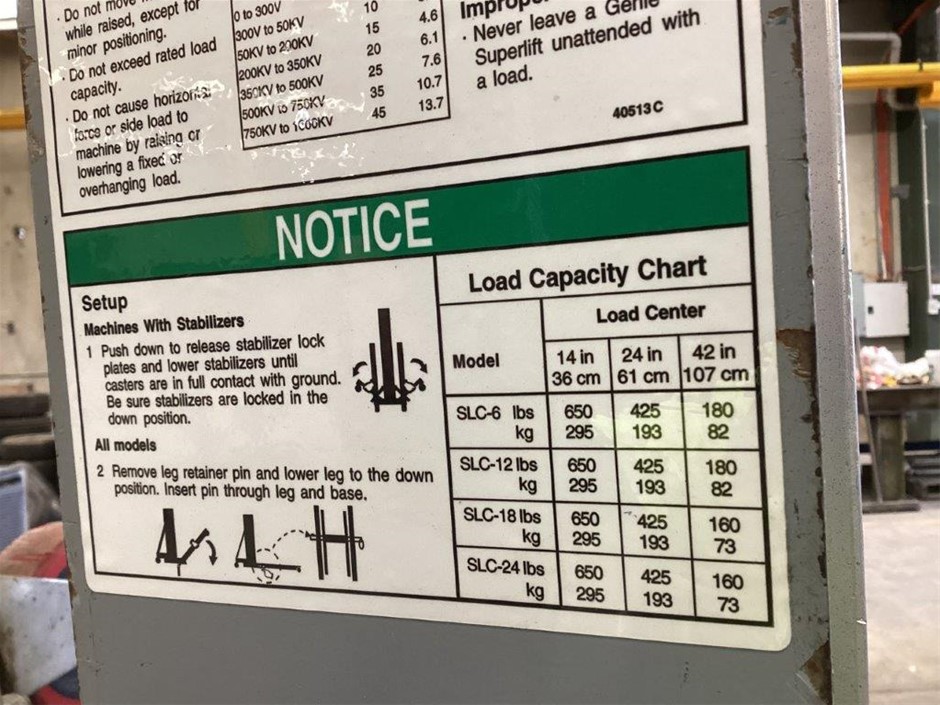 · Do not move
while raised, except for
minor positioning.
· Do not exceed rated load
capacity.
· Do not cause horizontal
force or side load to
machine by raising or
lowering a fixed or
overhanging load.
0 to 300V 10
300V to 50KV 15 4.6
50KV to 200KV 20 6.1
200KV to 350KV 25 7.6
350KV to 500KV 35 10.7
500KV to 750KV 45 13.7
750KV to 1000KV
· Never leave a Genie
Superlift unattended with
a load.
40513C
NOTICE
Setup
Machines With Stabilizers
1 Push down to release stabilizer lock
plates and lower stabilizers until
casters are in full contact with ground.
Be sure stabilizers are locked in the
down position.
All models
2 Remove leg retainer pin and lower leg to the down
position. Insert pin through leg and base.
Load Capacity Chart
Load Center
Model 14 in 24 in 42 in
36 cm 61 cm 107 cm
SLC-6 lbs 650 425 180
kg 295 193 82
SLC-12 lbs 650 425 180
kg 295 193 82
SLC-18 lbs 650 425 160
kg 295 193 73
SLC-24 lbs 650 425 160
kg 295 193 73